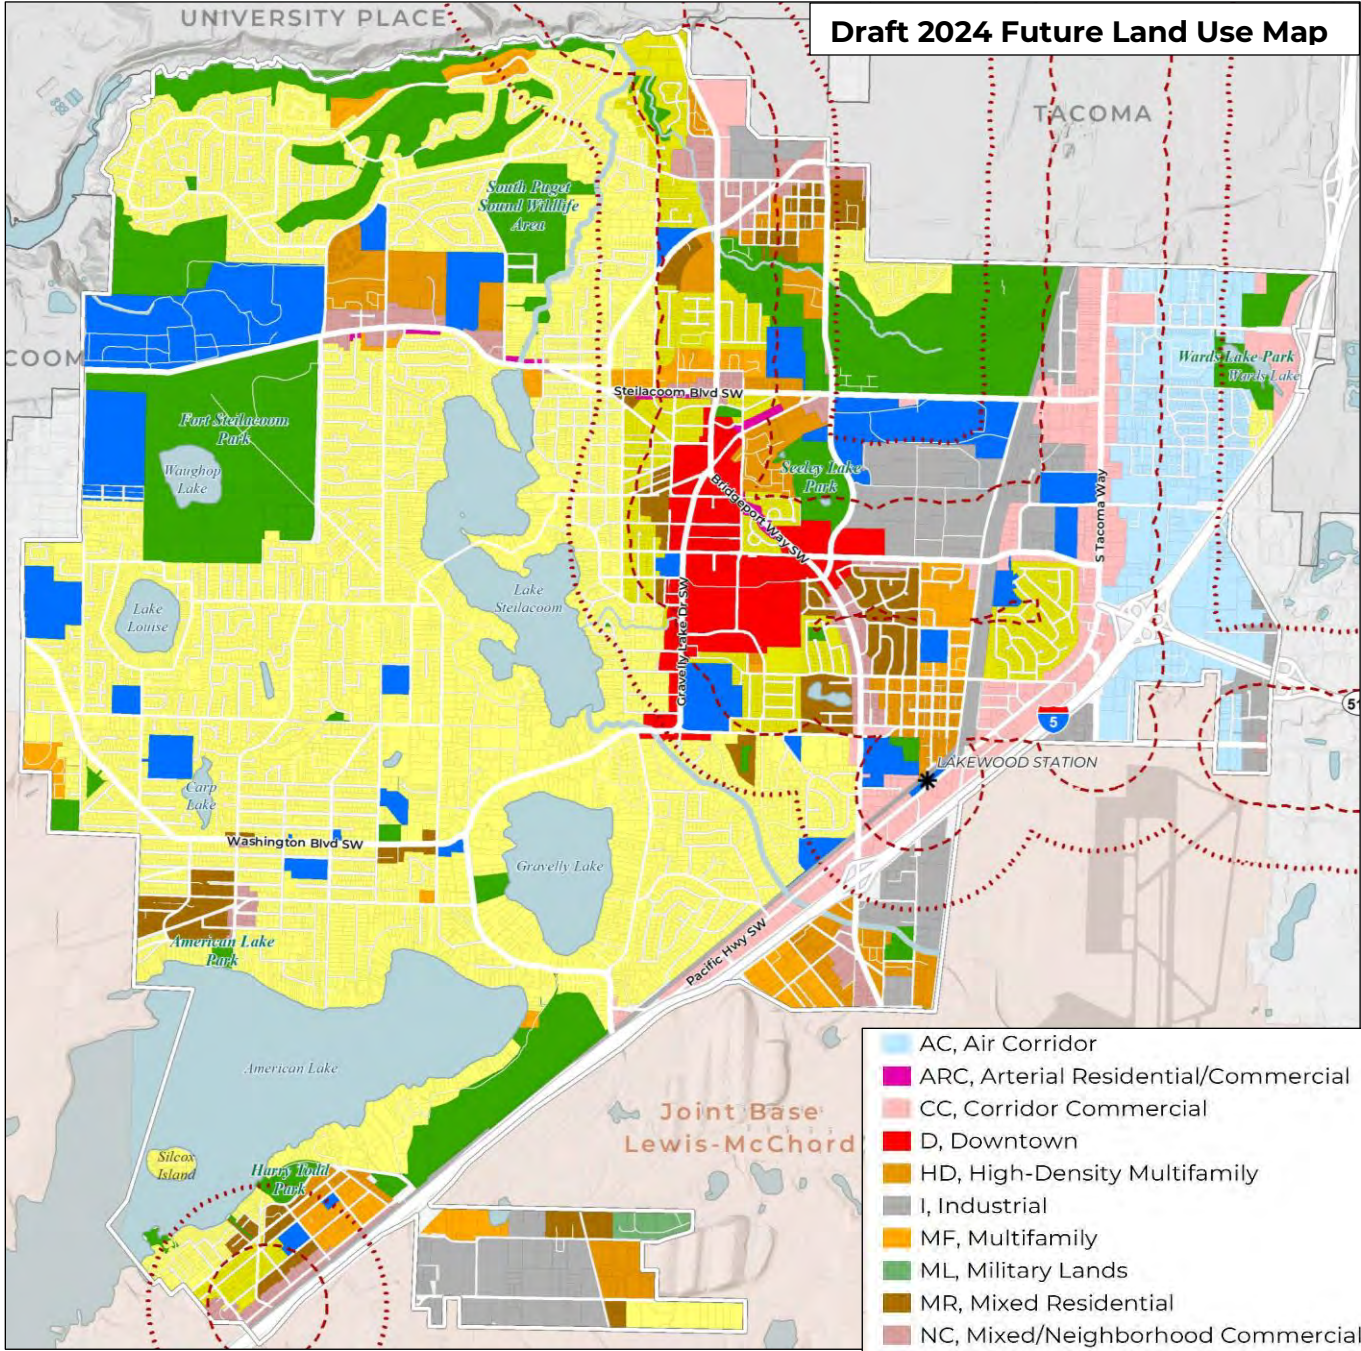 UNIVERSITY PLACE
Draft 2024 Future Land Use Map
TACOMA
South Puget
Sound Wildlife
Area
COOM
Wards Lake Park
Wards Lake
Steilacoom Blvd SW
Fort Steilacoom
Park
Waughop
Lake
Seeley Lake
Park
Bridgeport Way SW
S Tacoma Way
Lake
Steilacoom
Lake
Louise
Gravelly Lake Dr SW
5
51
LAKEWOOD STATION
Carp
Lake
Washington Blvd SW
Gravelly Lake
American Lake
Park
Pacific Hwy SW
American Lake
Joint Base
Lewis-McChord
Silcox
Island
Harry Todd
Park
AC, Air Corridor
ARC, Arterial Residential/Commercial
CC, Corridor Commercial
D, Downtown
HD, High-Density Multifamily
I, Industrial
MF, Multifamily
ML, Military Lands
MR, Mixed Residential
NC, Mixed/Neighborhood Commercial